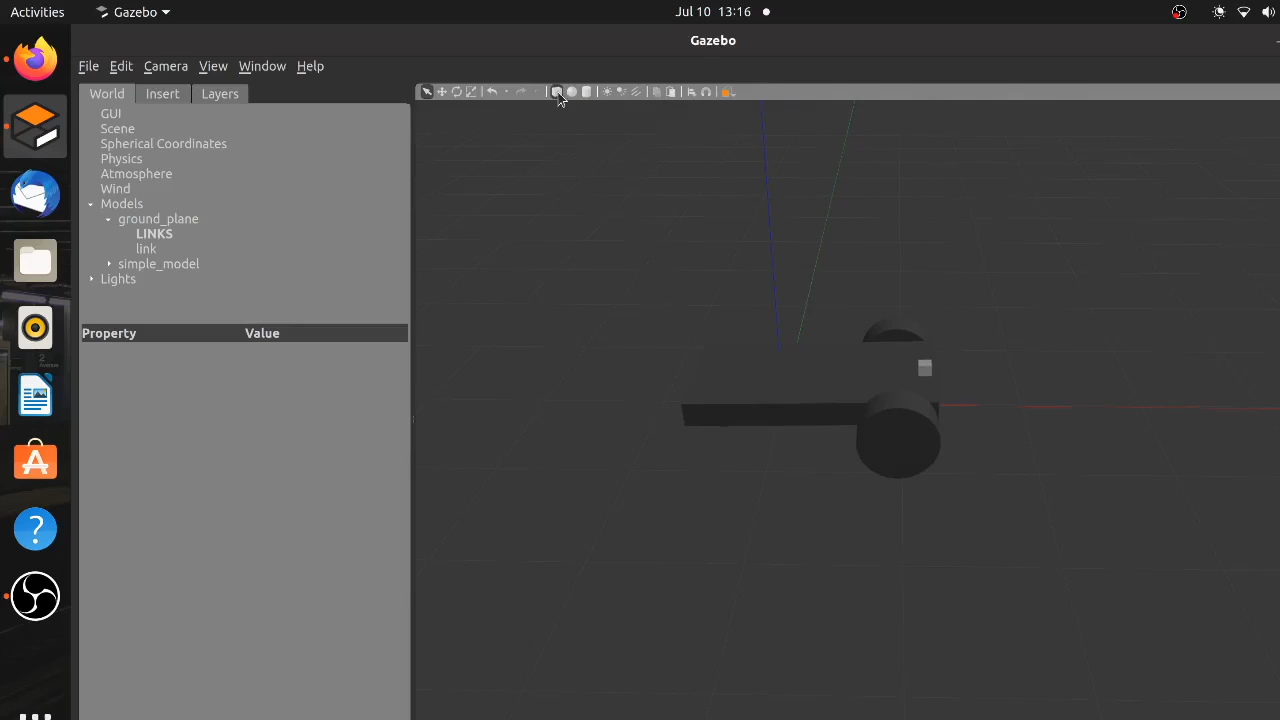 Activities
Gazebo
Jul 10 13:16
Gazebo
File Edit Camera View Window Help
World Insert Layers
GUI
Scene
Spherical Coordinates
Physics
Atmosphere
Wind
Models
ground_plane
LINKS
link
simple_model
Lights
Property Value